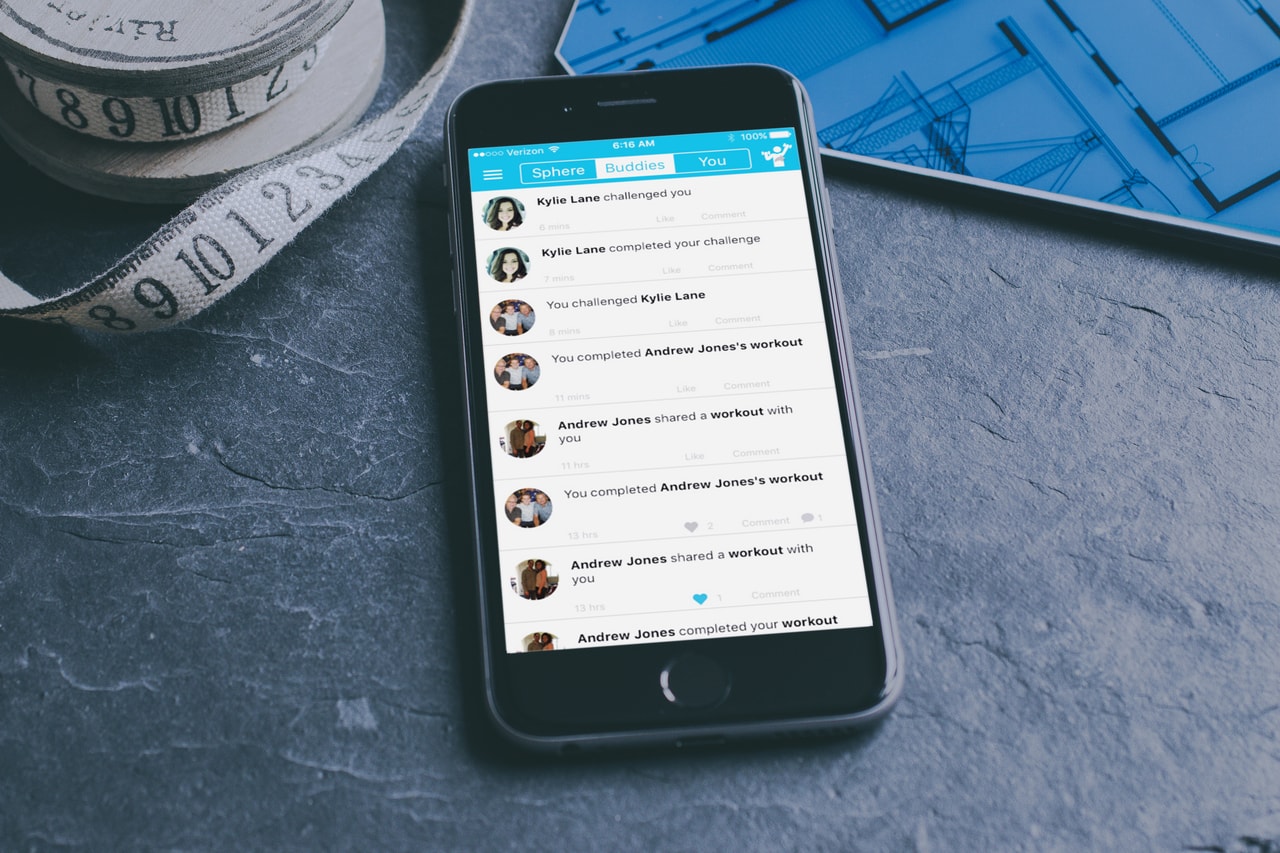 Rivier
7 8 9 10 1 2
8 9 10 1 2 3 4
Verizon 6:16 AM 100%
Sphere Buddies You
Kylie Lane challenged you
6 mins Like Comment
Kylie Lane completed your challenge
7 mins Like Comment
You challenged Kylie Lane
8 mins Like Comment
You completed Andrew Jones's workout
11 mins Like Comment
Andrew Jones shared a workout with
you
11 hrs Like Comment
You completed Andrew Jones's workout
13 hrs 2 Comment 1
Andrew Jones shared a workout with
you
13 hrs 1 Comment
Andrew Jones completed your workout